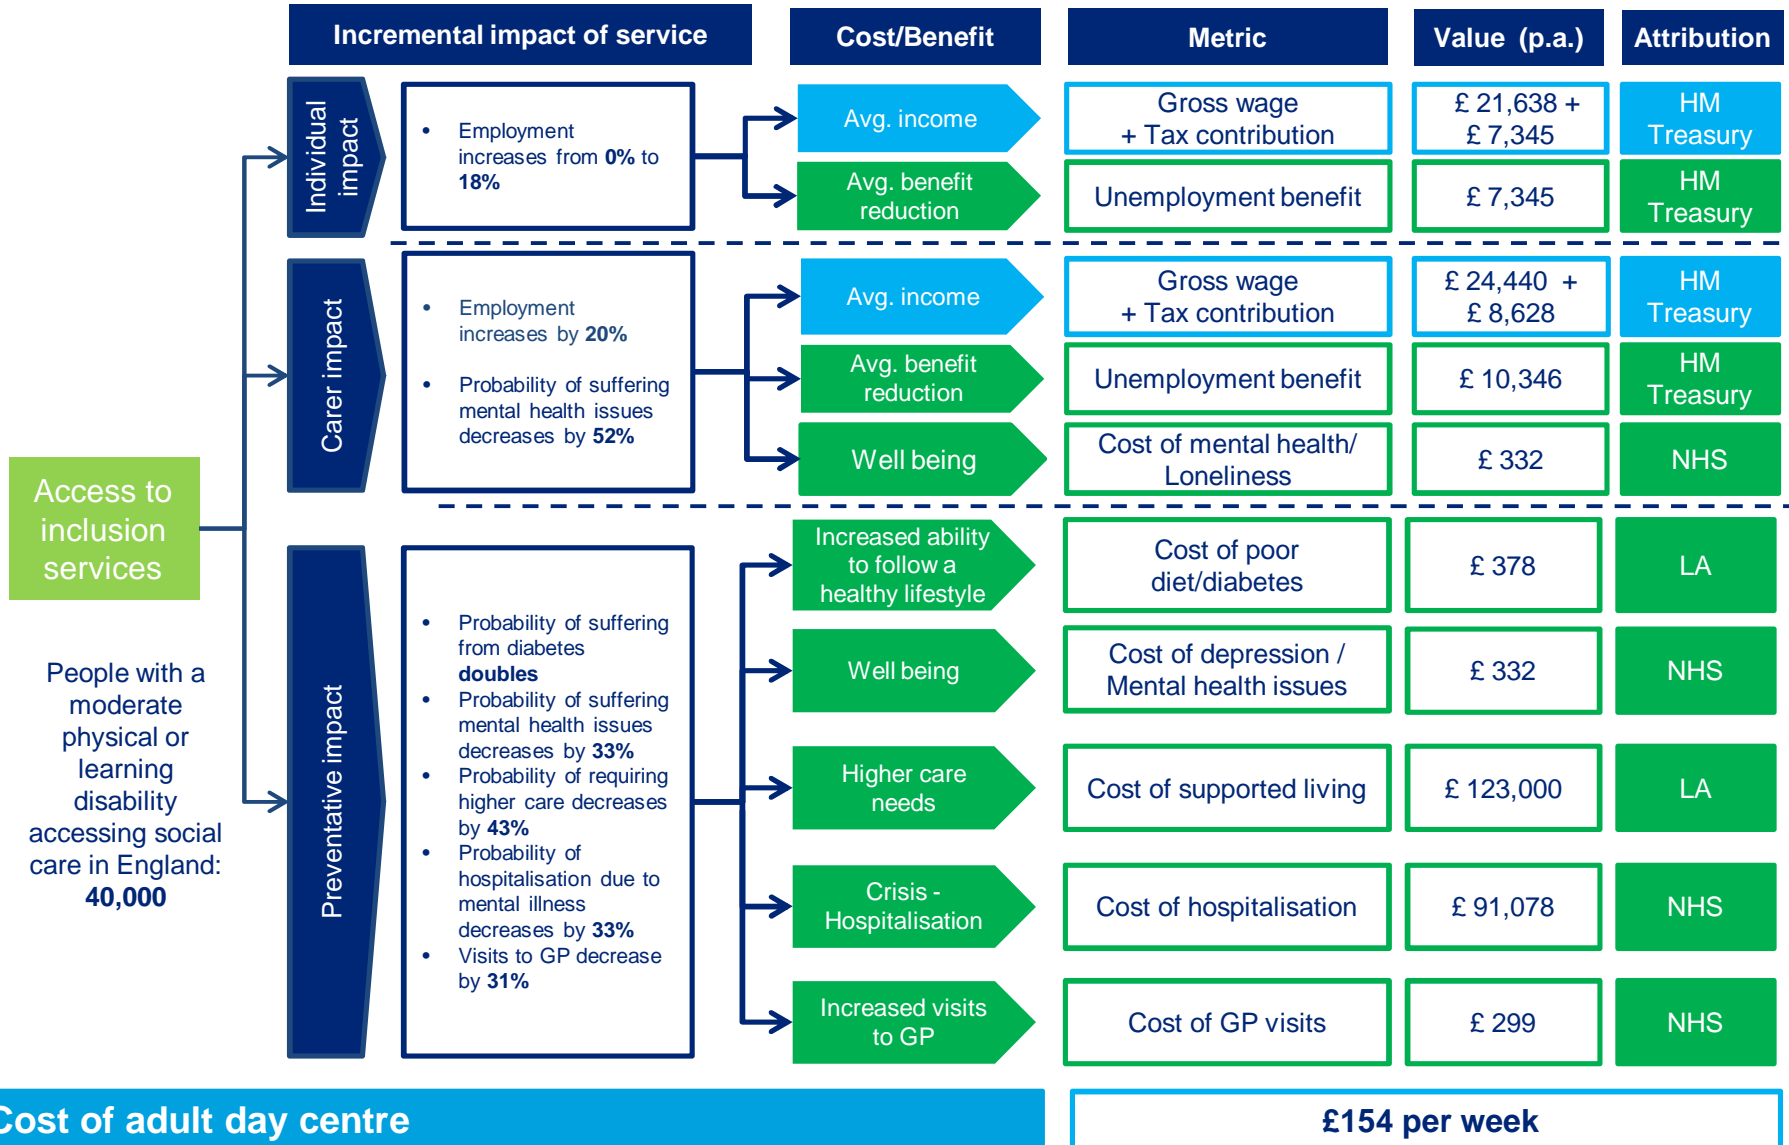 Incremental impact of service
Cost/Benefit
Metric
Value (p.a.)
Attribution
Individual
impact
• Employment
increases from 0% to
18%
Avg. income
Gross wage
+ Tax contribution
£ 21,638 +
£ 7,345
HM
Treasury
Avg. benefit
reduction
Unemployment benefit
£ 7,345
HM
Treasury
Carer impact
• Employment
increases by 20%
• Probability of suffering
mental health issues
decreases by 52%
Avg. income
Gross wage
+ Tax contribution
£ 24,440 +
£ 8,628
HM
Treasury
Avg. benefit
reduction
Unemployment benefit
£ 10,346
HM
Treasury
Well being
Cost of mental health/
Loneliness
£ 332
NHS
Access to
inclusion
services
People with a
moderate
physical or
learning
disability
accessing social
care in England:
40,000
Preventative impact
• Probability of suffering
from diabetes
doubles
• Probability of suffering
mental health issues
decreases by 33%
• Probability of requiring
higher care decreases
by 43%
• Probability of
hospitalisation due to
mental illness
decreases by 33%
• Visits to GP decrease
by 31%
Increased ability
to follow a
healthy lifestyle
Cost of poor
diet/diabetes
£ 378
LA
Well being
Cost of depression /
Mental health issues
£ 332
NHS
Higher care
needs
Cost of supported living
£ 123,000
LA
Crisis -
Hospitalisation
Cost of hospitalisation
£ 91,078
NHS
Increased visits
to GP
Cost of GP visits
£ 299
NHS
Cost of adult day centre
£154 per week